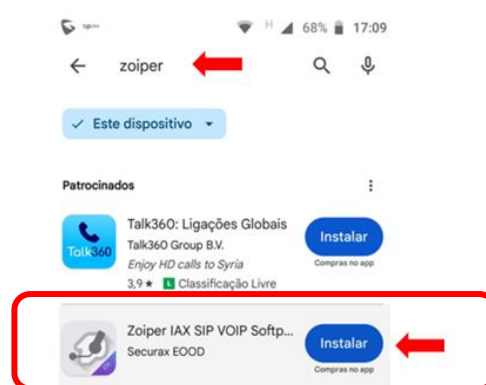 H 68% 17:09
zoiper
Este dispositivo
Patrocinados
Talk360: Ligações Globais
Talk360 Group B.V.
Enjoy HD calls to Syria
3,9 ★ L Classificação Livre
Talk360
Instalar
Compras no app
Zoiper IAX SIP VOIP Softp...
Securax EOOD
Instalar
Compras no app